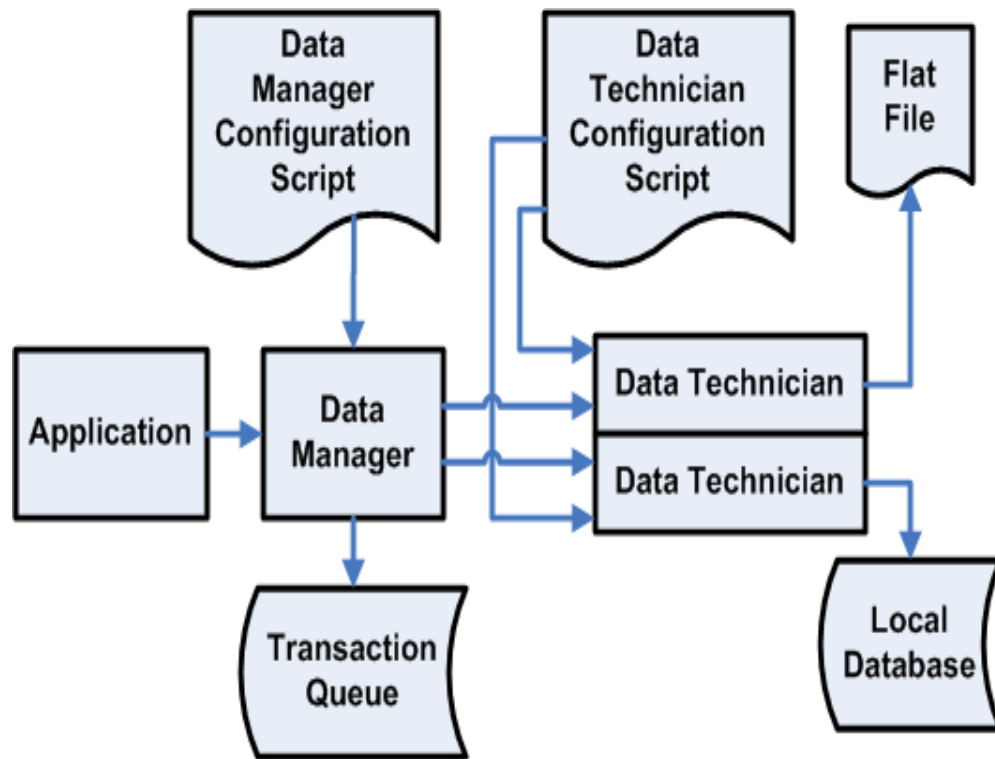 Data
Manager
Configuration
Script
Data
Technician
Configuration
Script
Flat
File
Application
Data
Manager
Data Technician
Data Technician
Transaction
Queue
Local
Database